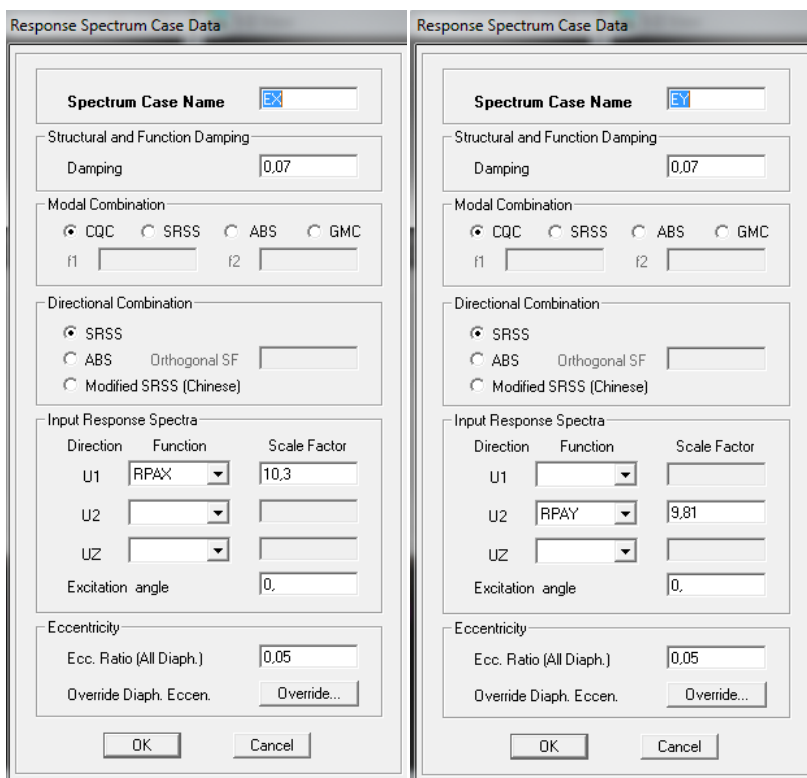 Response Spectrum Case Data
Spectrum Case Name EX
Structural and Function Damping
Damping 0,07
Modal Combination
CQC SRSS ABS GMC
f1 f2
Directional Combination
SRSS
ABS Orthogonal SF
Modified SRSS (Chinese)
Input Response Spectra
Direction Function Scale Factor
U1 RPAX 10,3
U2
UZ
Excitation angle 0,
Eccentricity
Ecc. Ratio (All Diaph.) 0,05
Override Diaph. Eccen. Override...
OK Cancel
Response Spectrum Case Data
Spectrum Case Name EY
Structural and Function Damping
Damping 0,07
Modal Combination
CQC SRSS ABS GMC
f1 f2
Directional Combination
SRSS
ABS Orthogonal SF
Modified SRSS (Chinese)
Input Response Spectra
Direction Function Scale Factor
U1
U2 RPAY 9,81
UZ
Excitation angle 0,
Eccentricity
Ecc. Ratio (All Diaph.) 0,05
Override Diaph. Eccen. Override...
OK Cancel